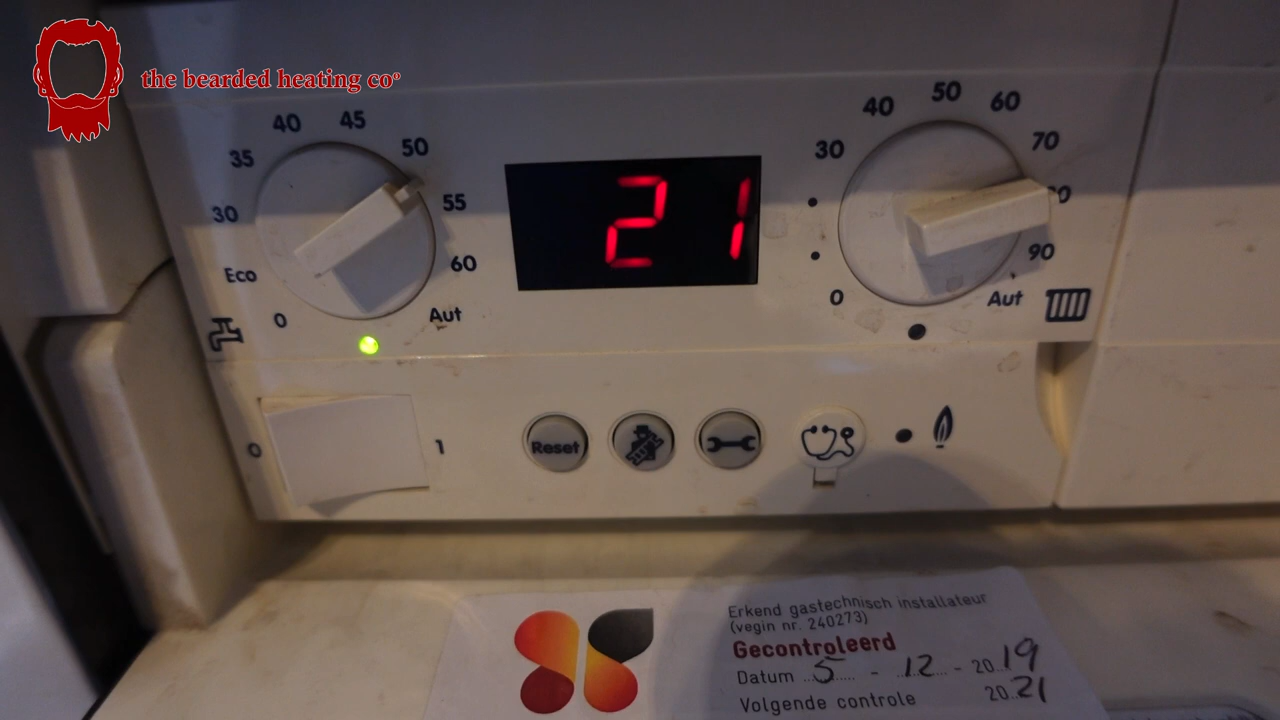 the bearded heating coº
40 45 50
35 55
30 60
Eco Aut
0
21
40 50 60
30 70
90
0 Aut
0 1
Reset
Erkend gastechnisch installateur
(vegin nr. 240273)
Gecontroleerd
Datum 5 - 12 - 2019
Volgende controle 2021